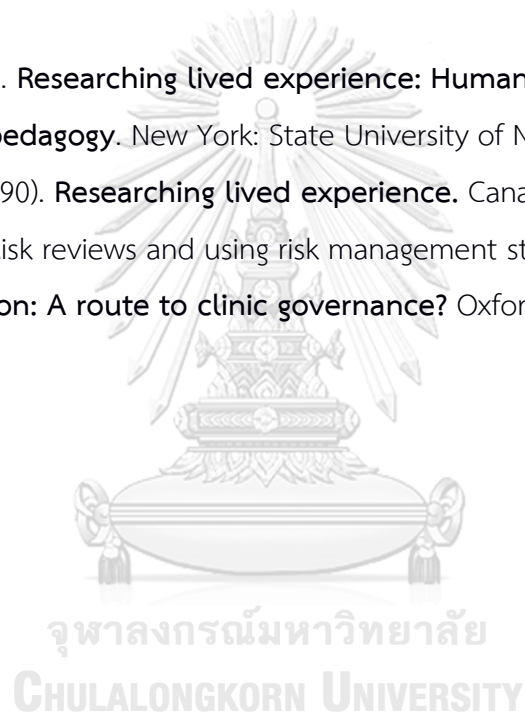 . Researching lived experience: Human
pedagogy. New York: State University of N
90). Researching lived experience. Cana
isk reviews and using risk management st
on: A route to clinic governance? Oxfor
จุฬาลงกรณ์มหาวิทยาลัย
CHULALONGKORN UNIVERSITY